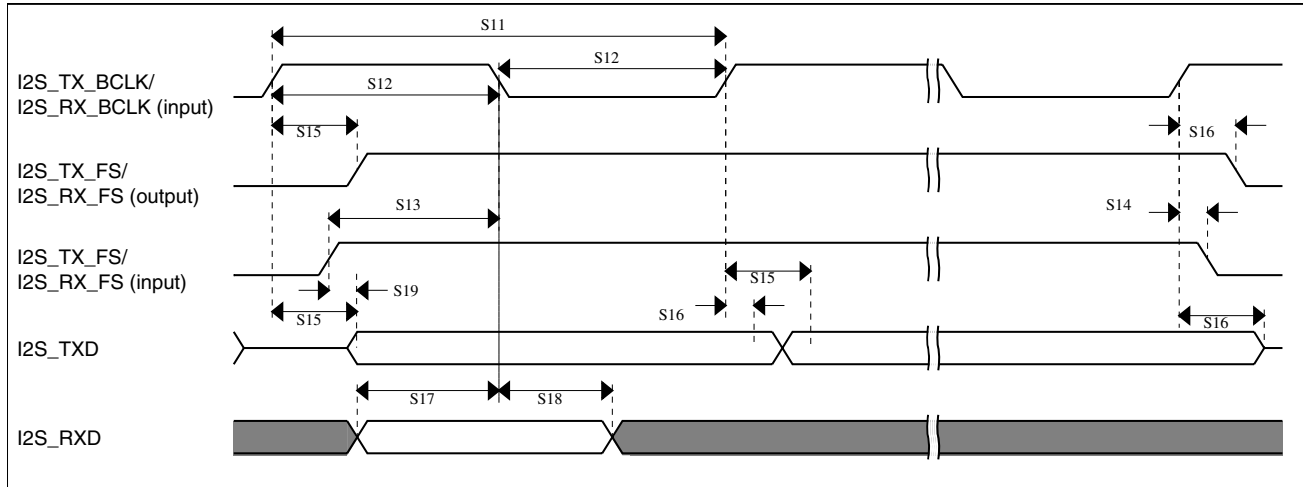 S11
I2S_TX_BCLK/
I2S_RX_BCLK (input)
S12
S12
S15
S16
I2S_TX_FS/
I2S_RX_FS (output)
S13
S14
I2S_TX_FS/
I2S_RX_FS (input)
S15
S19
S15
S16
S16
I2S_TXD
S17
S18
I2S_RXD